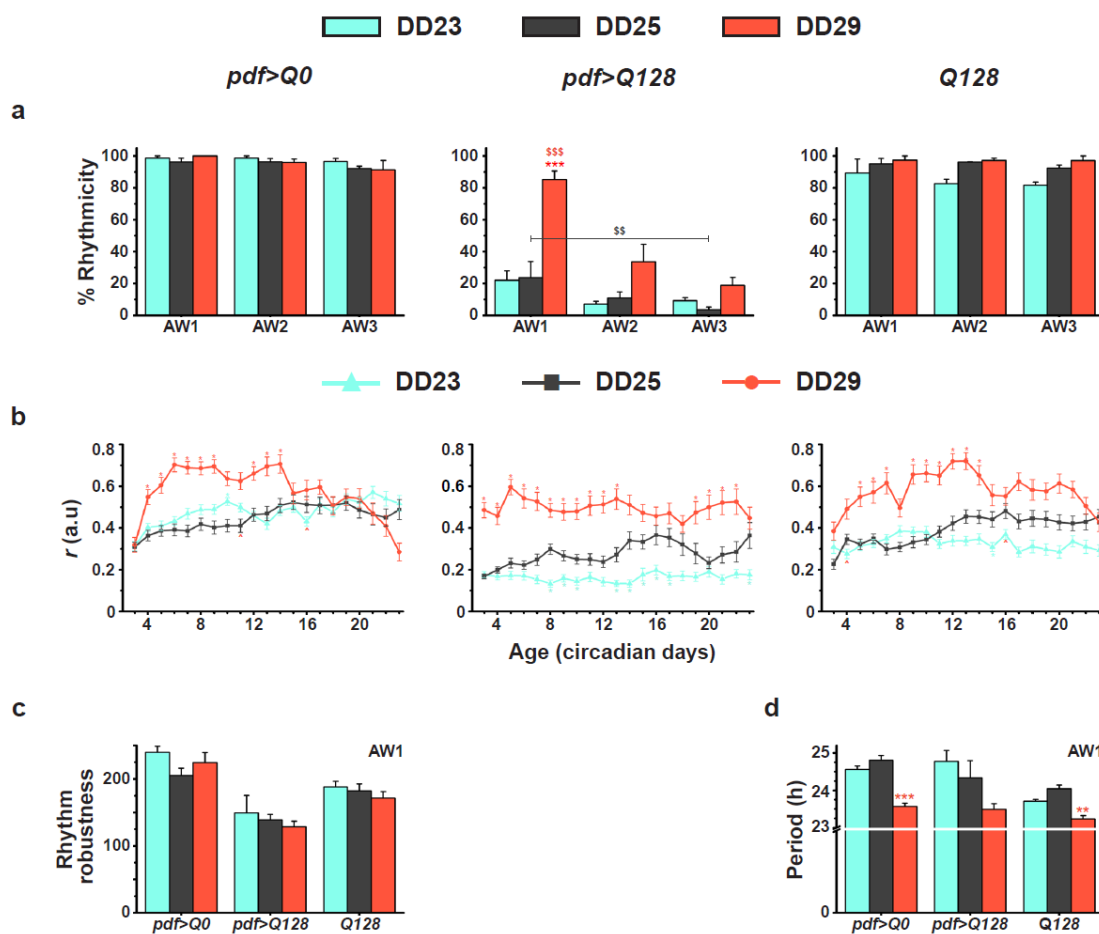 DD23 DD25 DD29
pdf>Q0 pdf>Q128 Q128
a
% Rhythmicity
100
80
60
40
20
0
AW1 AW2 AW3
$$$
***
$$
100
80
60
40
20
0
AW1 AW2 AW3
100
80
60
40
20
0
AW1 AW2 AW3
DD23 DD25 DD29
b
r (a.u)
0.8
0.6
0.4
0.2
0
4 8 12 16 20
0.8
0.6
0.4
0.2
0
4 8 12 16 20
0.8
0.6
0.4
0.2
0
4 8 12 16 20
Age (circadian days)
c
AW1
Rhythm
robustness
200
100
0
pdf>Q0 pdf>Q128 Q128
d
AW1
Period (h)
25
24
23
0
***
**
pdf>Q0 pdf>Q128 Q128